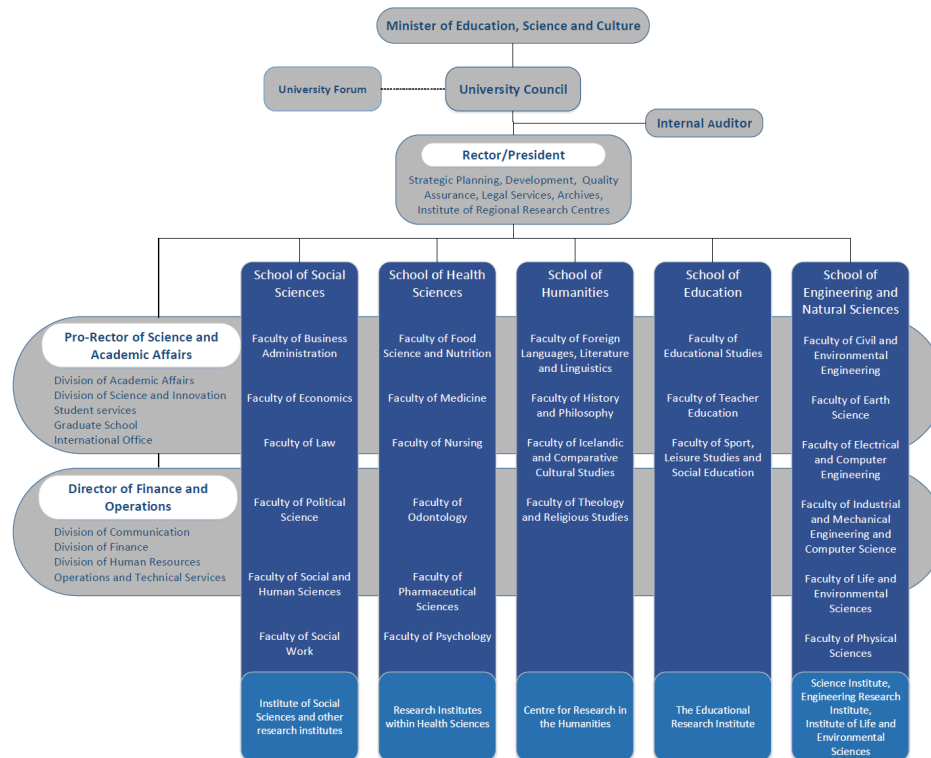 Minister of Education, Science and Culture
University Forum
University Council
Internal Auditor
Rector/President
Strategic Planning, Development, Quality
Assurance, Legal Services, Archives,
Institute of Regional Research Centres
Pro-Rector of Science and
Academic Affairs
Division of Academic Affairs
Division of Science and Innovation
Student services
Graduate School
International Office
Director of Finance and
Operations
Division of Communication
Division of Finance
Division of Human Resources
Operations and Technical Services
School of Social
Sciences
Faculty of Business
Administration
Faculty of Economics
Faculty of Law
Faculty of Political
Science
Faculty of Social and
Human Sciences
Faculty of Social
Work
Institute of Social
Sciences and other
research institutes
School of Health
Sciences
Faculty of Food
Science and Nutrition
Faculty of Medicine
Faculty of Nursing
Faculty of
Odontology
Faculty of
Pharmaceutical
Sciences
Faculty of Psychology
Research Institutes
within Health Sciences
School of
Humanities
Faculty of Foreign
Languages, Literature
and Linguistics
Faculty of History
and Philosophy
Faculty of Icelandic
and Comparative
Cultural Studies
Faculty of Theology
and Religious Studies
Centre for Research in
the Humanities
School of
Education
Faculty of
Educational Studies
Faculty of Teacher
Education
Faculty of Sport,
Leisure Studies and
Social Education
The Educational
Research Institute
School of
Engineering and
Natural Sciences
Faculty of Civil and
Environmental
Engineering
Faculty of Earth
Science
Faculty of Electrical
and Computer
Engineering
Faculty of Industrial
and Mechanical
Engineering and
Computer Science
Faculty of Life and
Environmental
Sciences
Faculty of Physical
Sciences
Science Institute,
Engineering Research
Institute,
Institute of Life and
Environmental
Sciences